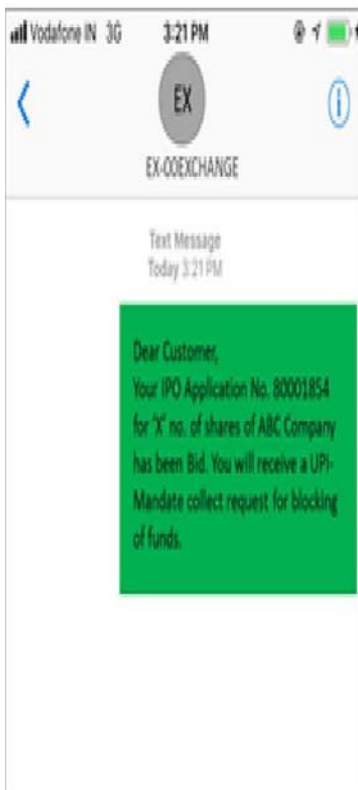 Vodafone IN 3G 3:21 PM
EX
EX-00EXCHANGE
Text Message
Today 3:21 PM
Dear Customer,
Your IPO Application No. 80001854
for "X" no. of shares of ABC Company
has been Bid. You will receive a UPI-
Mandate collect request for blocking
of funds.